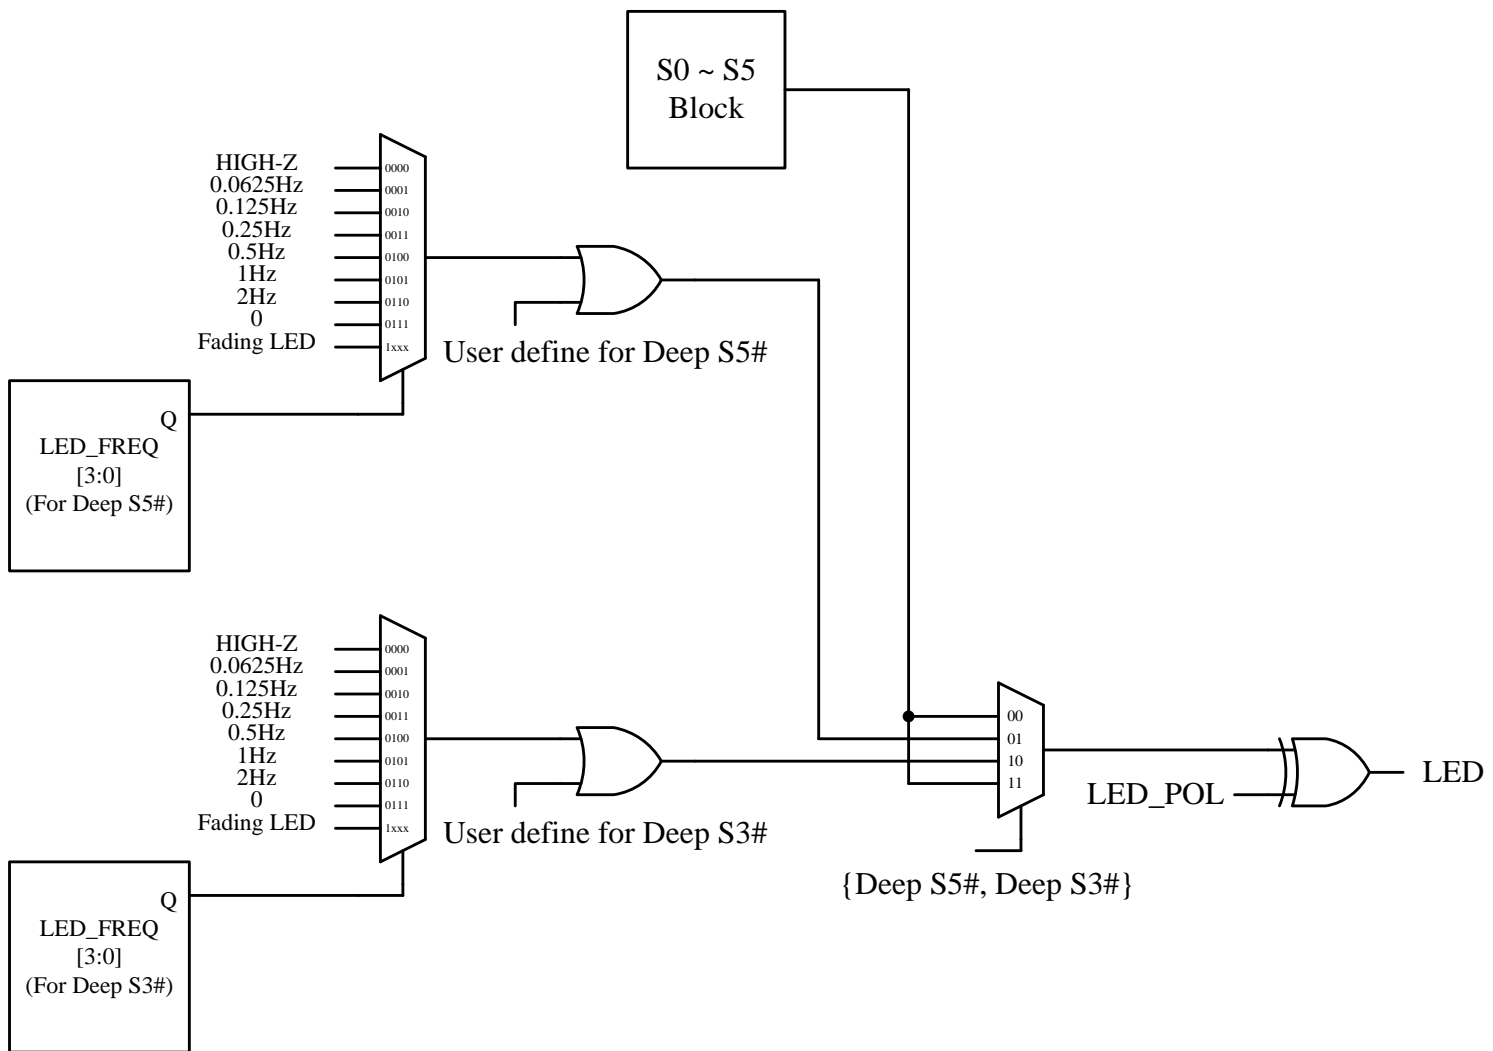 S0 ~ S5
Block
HIGH-Z
0.0625Hz
0.125Hz
0.25Hz
0.5Hz
1Hz
2Hz
0
Fading LED
0000
0001
0010
0011
0100
0101
0110
0111
1xxx
User define for Deep S5#
Q
LED_FREQ
[3:0]
(For Deep S5#)
HIGH-Z
0.0625Hz
0.125Hz
0.25Hz
0.5Hz
1Hz
2Hz
0
Fading LED
0000
0001
0010
0011
0100
0101
0110
0111
1xxx
User define for Deep S3#
00
01
10
11
LED_POL
LED
{Deep S5#, Deep S3#}
Q
LED_FREQ
[3:0]
(For Deep S3#)